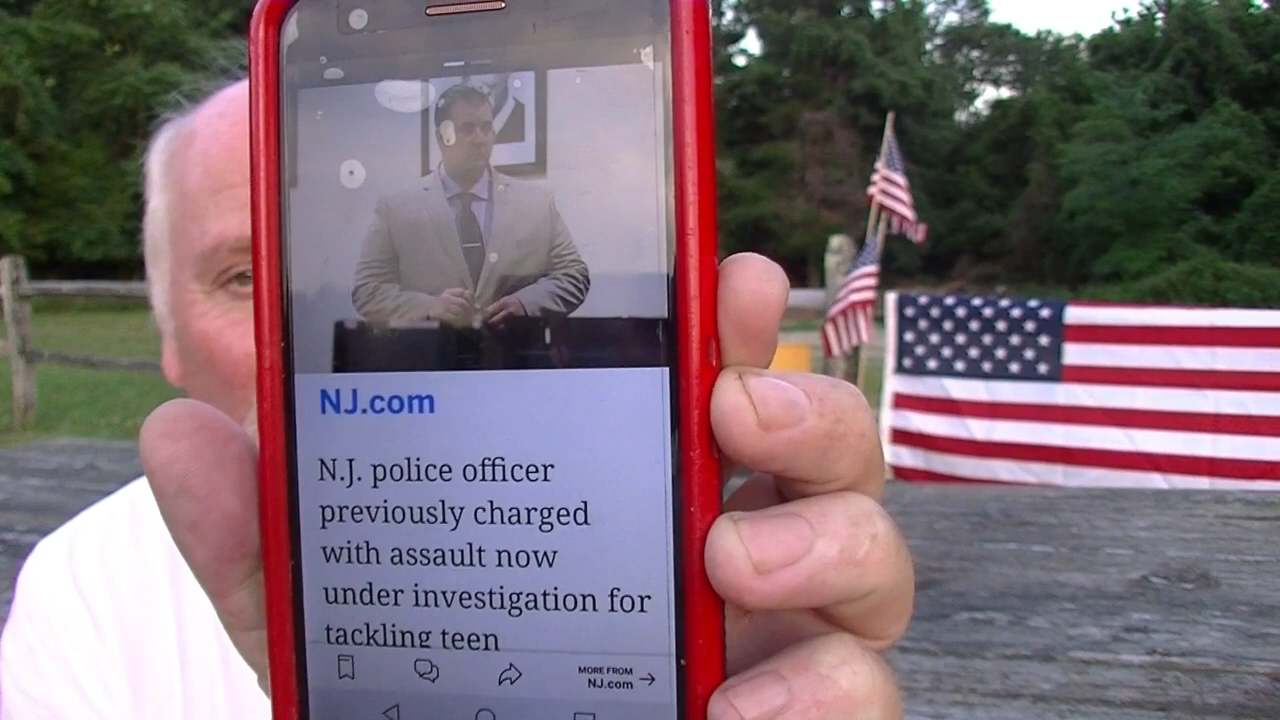 NJ.com
N.J. police officer
previously charged
with assault now
under investigation for
tackling teen
MORE FROM
NJ.com